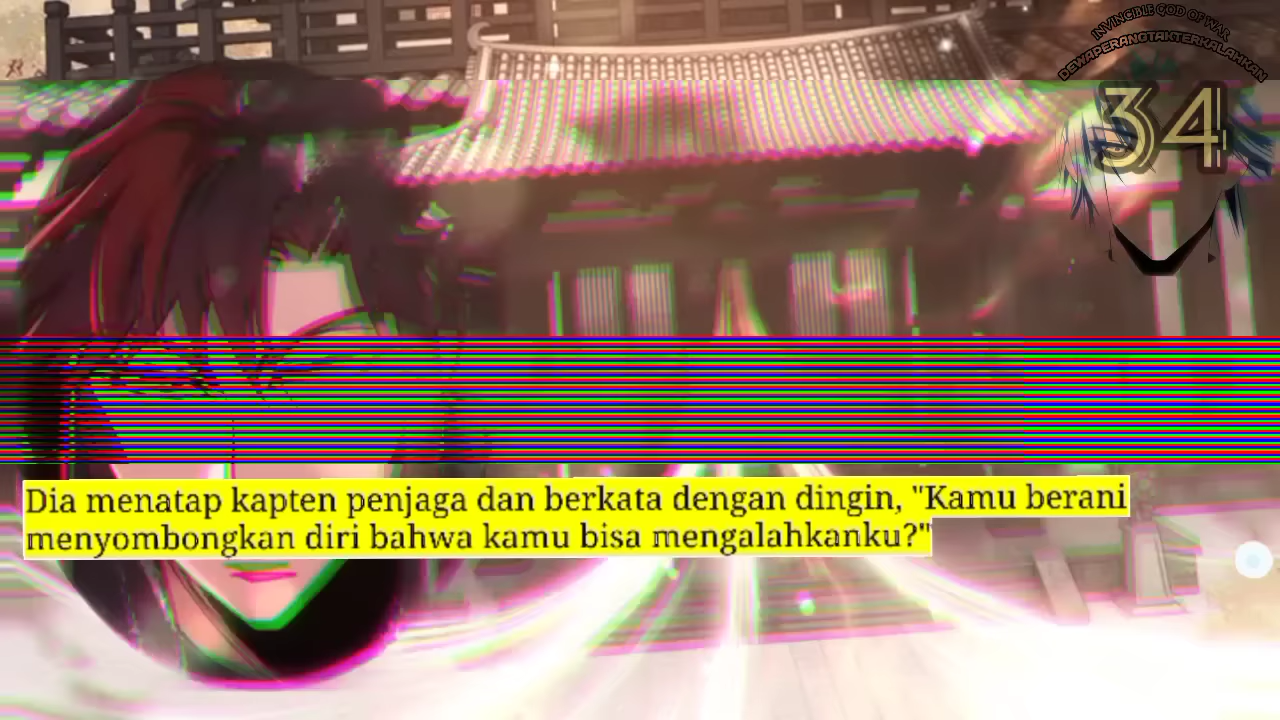 INVINCIBLE GOD OF WAR
DEWAPERANGTAKTERKALAHKAN
34
Dia menatap kapten penjaga dan berkata dengan dingin, "Kamu berani
menyombongkan diri bahwa kamu bisa mengalahkanku?"